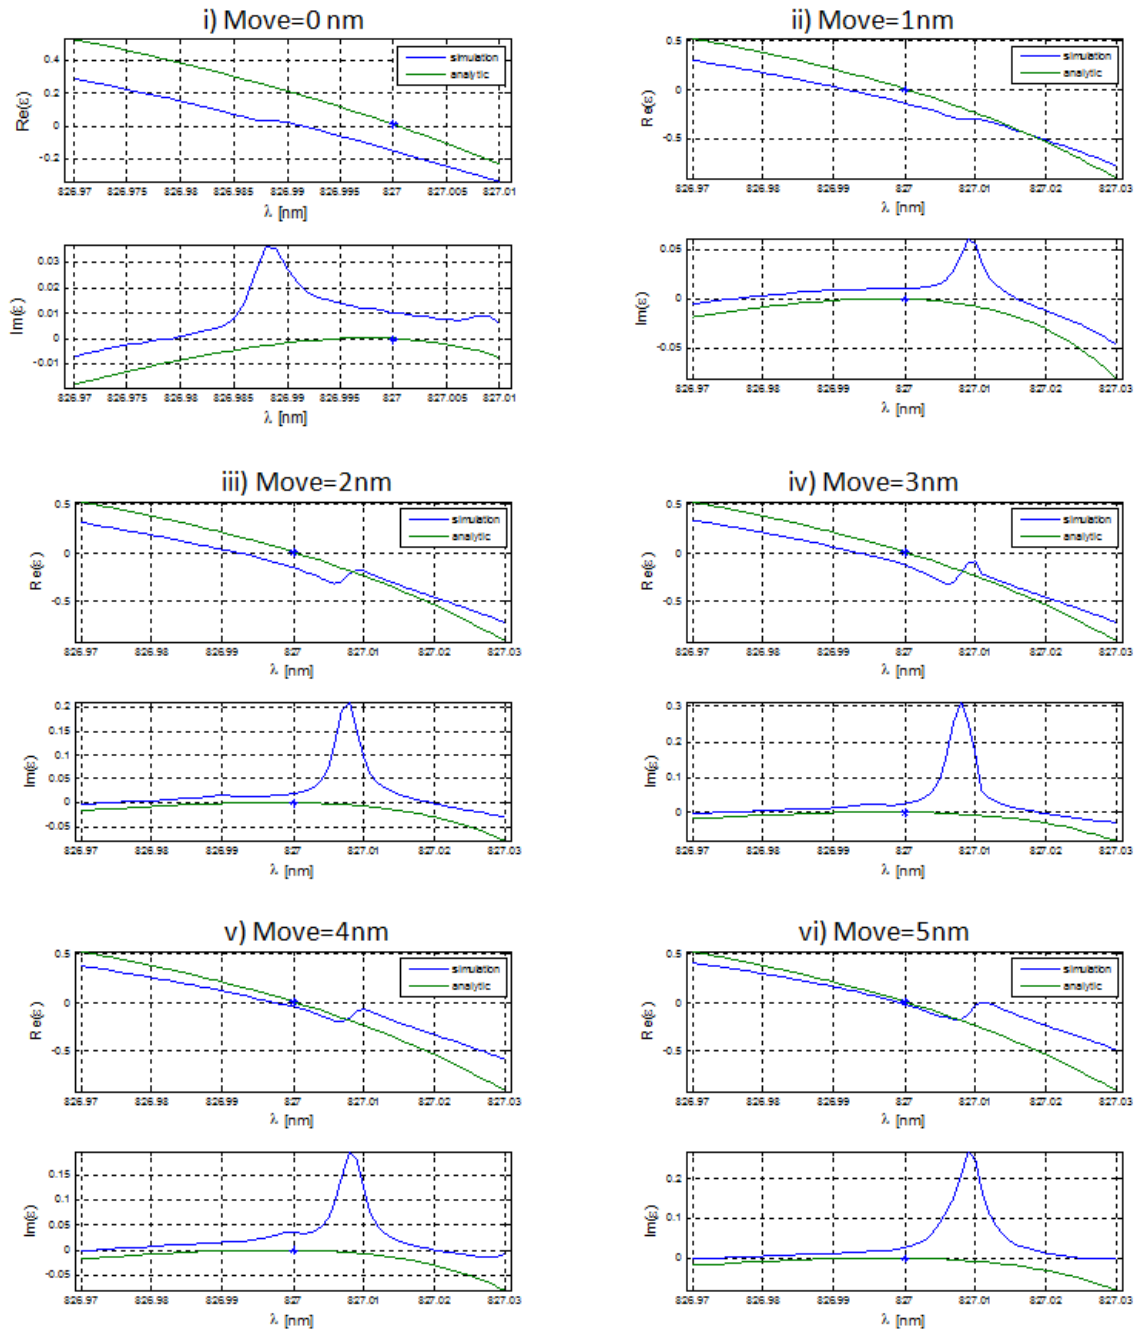 i) Move=0 nm
simulation
analytic
0.4
0.2
0
-0.2
Re(ε)
826.97 826.975 826.98 826.985 826.99 826.995 827 827.005 827.01
λ [nm]
0.03
0.02
0.01
0
-0.01
Im(ε)
826.97 826.975 826.98 826.985 826.99 826.995 827 827.005 827.01
λ [nm]
ii) Move=1nm
simulation
analytic
0.5
0
-0.5
Re(ε)
826.97 826.98 826.99 827 827.01 827.02 827.03
λ [nm]
0.05
0
-0.05
Im(ε)
826.97 826.98 826.99 827 827.01 827.02 827.03
λ [nm]
iii) Move=2nm
simulation
analytic
0.5
0
-0.5
Re(ε)
826.97 826.98 826.99 827 827.01 827.02 827.03
λ [nm]
0.2
0.15
0.1
0.05
0
-0.05
Im(ε)
826.97 826.98 826.99 827 827.01 827.02 827.03
λ [nm]
iv) Move=3nm
simulation
analytic
0.5
0
-0.5
Re(ε)
826.97 826.98 826.99 827 827.01 827.02 827.03
λ [nm]
0.3
0.2
0.1
0
Im(ε)
826.97 826.98 826.99 827 827.01 827.02 827.03
λ [nm]
v) Move=4nm
simulation
analytic
0.5
0
-0.5
Re(ε)
826.97 826.98 826.99 827 827.01 827.02 827.03
λ [nm]
0.15
0.1
0.05
0
-0.05
Im(ε)
826.97 826.98 826.99 827 827.01 827.02 827.03
λ [nm]
vi) Move=5nm
simulation
analytic
0.5
0
-0.5
Re(ε)
826.97 826.98 826.99 827 827.01 827.02 827.03
λ [nm]
0.2
0.1
0
Im(ε)
826.97 826.98 826.99 827 827.01 827.02 827.03
λ [nm]